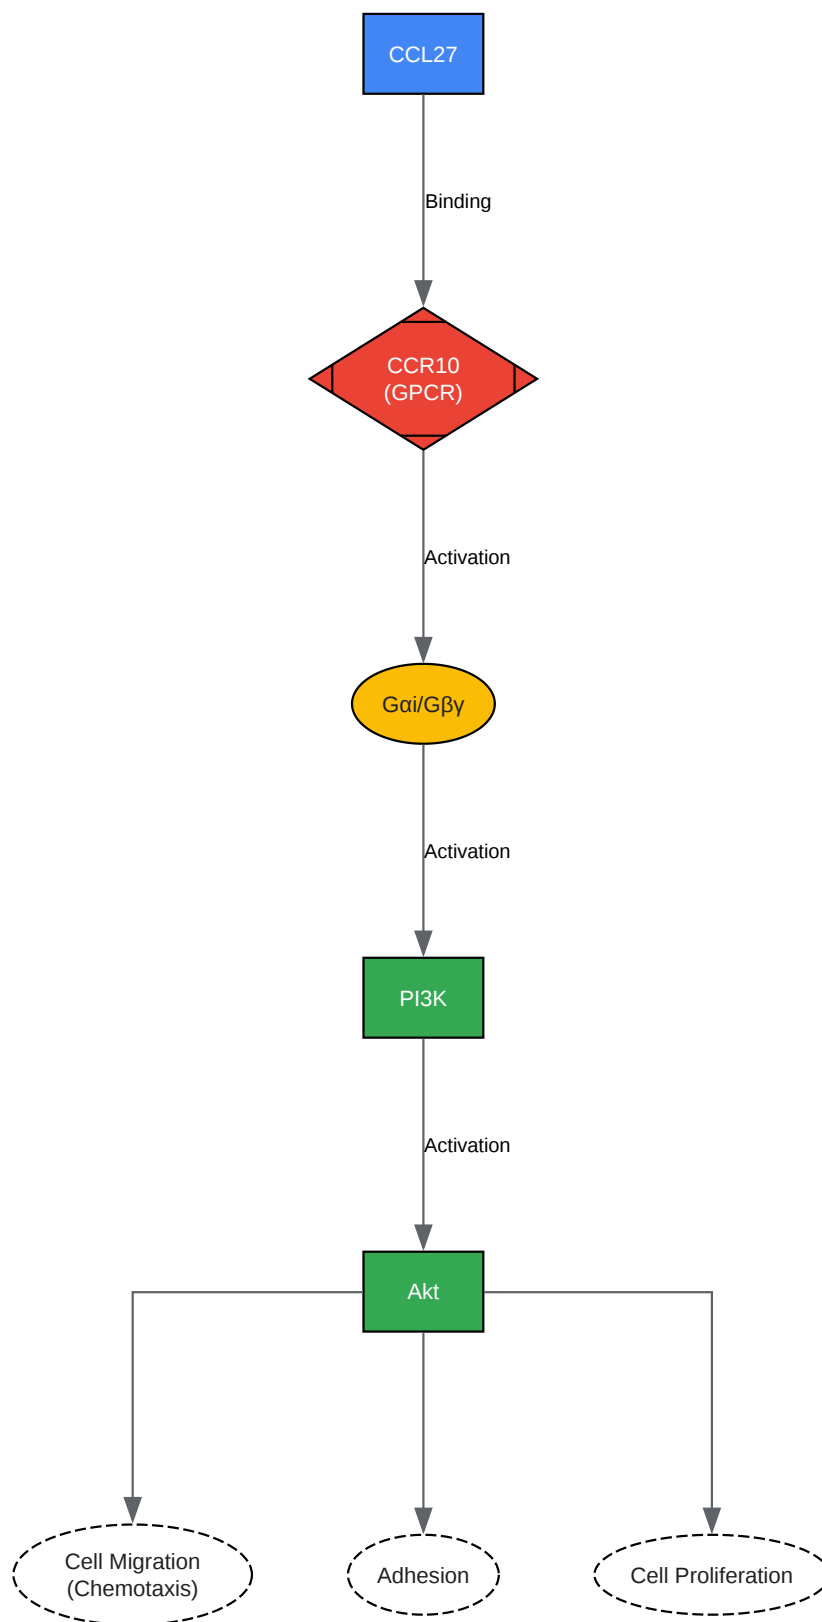 CCL27
Binding
CCR10
(GPCR)
Activation
Gαi/Gβγ
Activation
PI3K
Activation
Akt
Cell Migration
(Chemotaxis)
Adhesion
Cell Proliferation